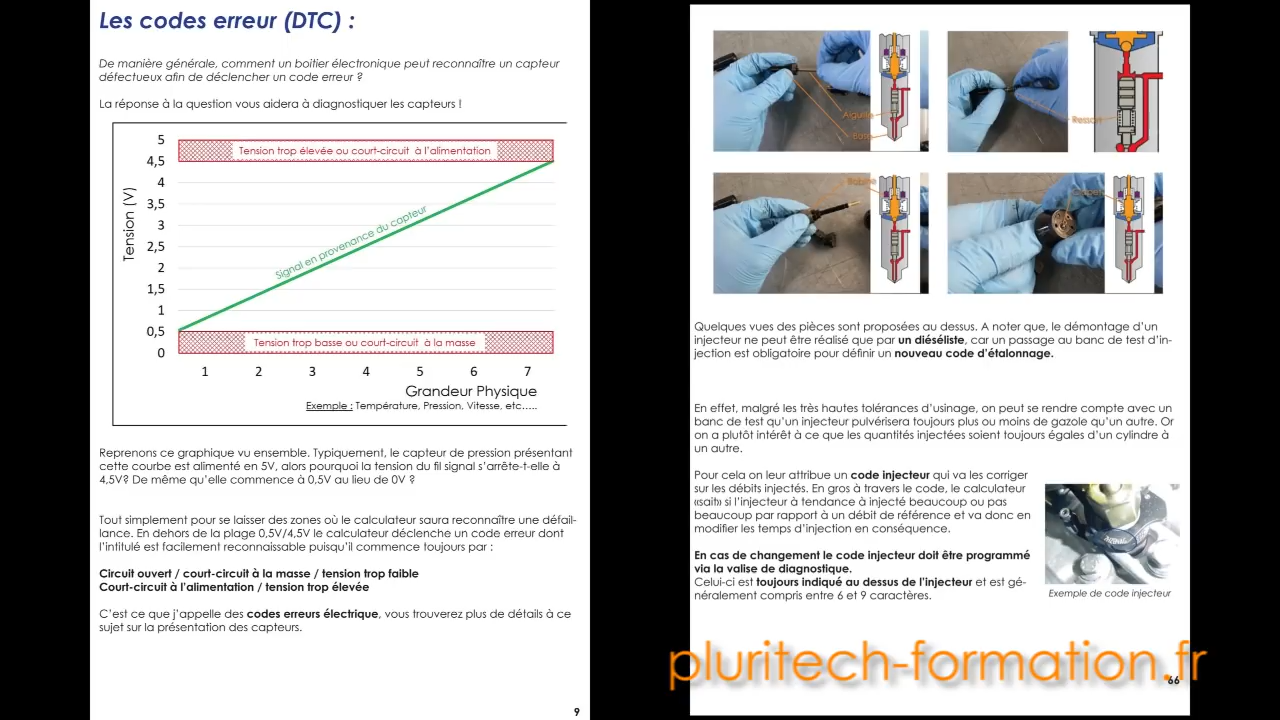 Les codes erreur (DTC) :
De manière générale, comment un boitier électronique peut reconnaître un capteur
défectueux afin de déclencher un code erreur ?
La réponse à la question vous aidera à diagnostiquer les capteurs !
5
Tension trop élevée ou court-circuit à l'alimentation
4,5
4
3,5
3
2,5
2
1,5
1
0,5
0
Tension (V)
Signal en provenance du capteur
Tension trop basse ou court-circuit à la masse
1 2 3 4 5 6 7
Grandeur Physique
Exemple : Température, Pression, Vitesse, etc.....
Reprenons ce graphique vu ensemble. Typiquement, le capteur de pression présentant
cette courbe est alimenté en 5V, alors pourquoi la tension du fil signal s'arrête-t-elle à
4,5V? De même qu'elle commence à 0,5V au lieu de 0V ?
Tout simplement pour se laisser des zones où le calculateur saura reconnaître une défail-
lance. En dehors de la plage 0,5V/4,5V le calculateur déclenche un code erreur dont
l'intitulé est facilement reconnaissable puisqu'il commence toujours par :
Circuit ouvert / court-circuit à la masse / tension trop faible
Court-circuit à l'alimentation / tension trop élevée
C'est ce que j'appelle des codes erreurs électrique, vous trouverez plus de détails à ce
sujet sur la présentation des capteurs.
9
Aiguille
Base
Ressort
Bobine
Quelques vues des pièces sont proposées au dessus. A noter que, le démontage d'un
injecteur ne peut être réalisé que par un diéséliste, car un passage au banc de test d'in-
jection est obligatoire pour définir un nouveau code d'étalonnage.
En effet, malgré les très hautes tolérances d'usinage, on peut se rendre compte avec un
banc de test qu'un injecteur pulvérisera toujours plus ou moins de gazole qu'un autre. Or
on a plutôt intérêt à ce que les quantités injectées soient toujours égales d'un cylindre à
un autre.
Pour cela on leur attribue un code injecteur qui va les corriger
sur les débits injectés. En gros à travers le code, le calculateur
«sait» si l'injecteur à tendance à injecté beaucoup ou pas
beaucoup par rapport à un débit de référence et va donc en
modifier les temps d'injection en conséquence.
En cas de changement le code injecteur doit être programmé
via la valise de diagnostique.
Celui-ci est toujours indiqué au dessus de l'injecteur et est gé-
néralement compris entre 6 et 9 caractères.
Exemple de code injecteur
pluritech-formation.fr
66